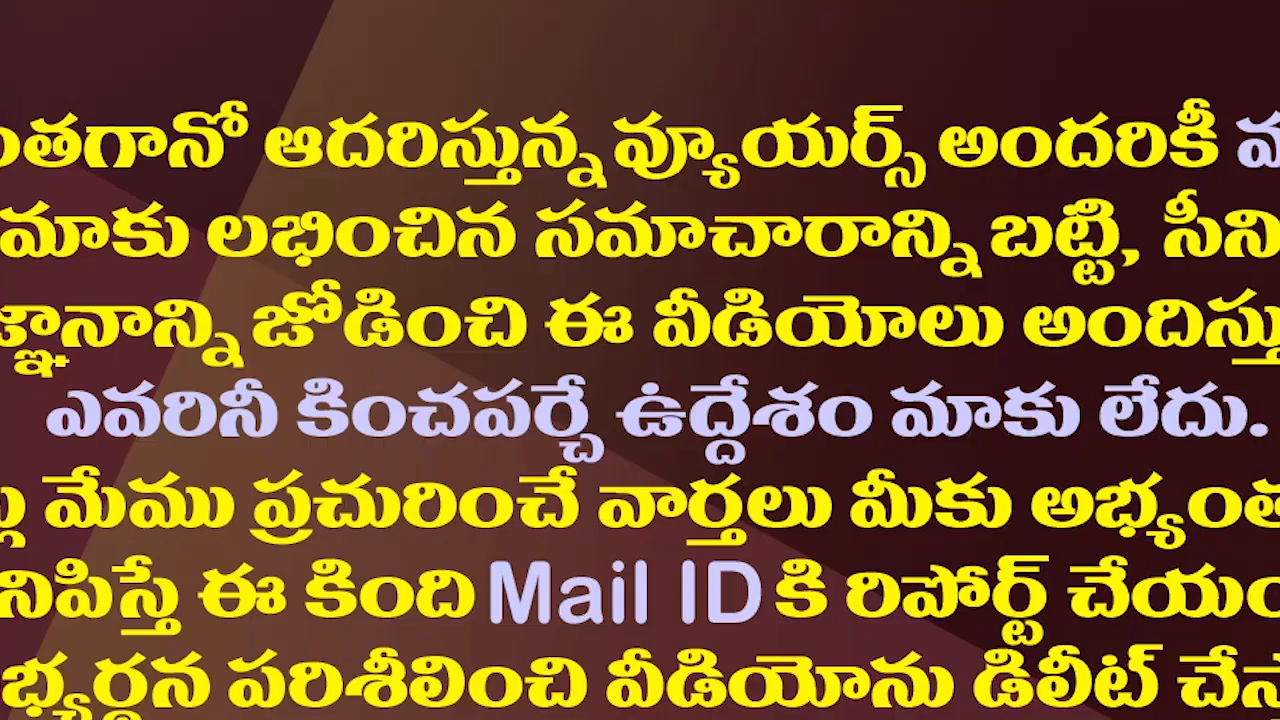 ఆదరిస్తున్న వ్యూయర్స్ అందరికీ
మాకు లభించిన సమాచారాన్ని బట్టి,
జోడించి ఈ వీడియోలు
ఎవరినీ కించపర్చే ఉద్దేశం మాకు లేదు.
మేము ప్రచురించే వార్తలు మీకు
ఈ కింది Mail ID కి రిపోర్ట్
పరిశీలించి వీడియోను డిలీట్